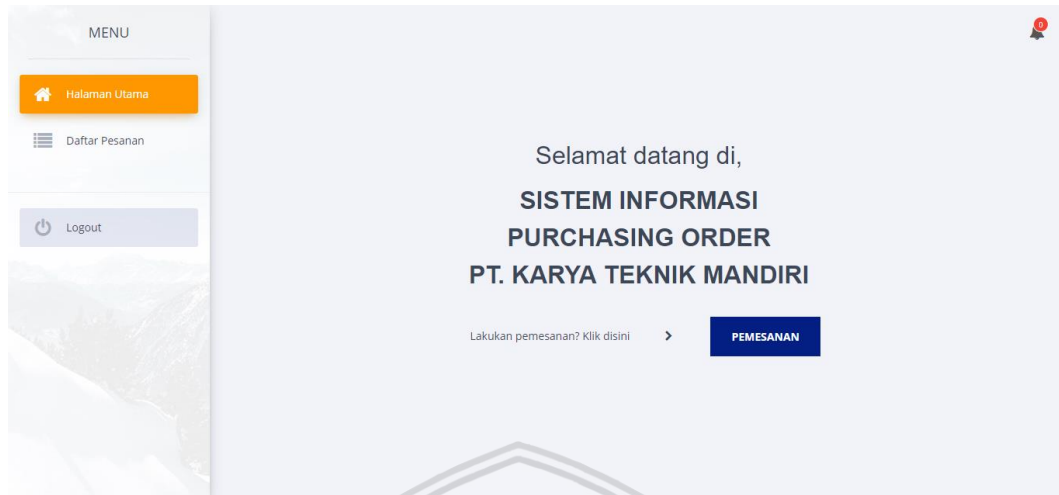 MENU
Halaman Utama
Daftar Pesanan
Logout
0
Selamat datang di,
SISTEM INFORMASI
PURCHASING ORDER
PT. KARYA TEKNIK MANDIRI
Lakukan pemesanan? Klik disini
PEMESANAN